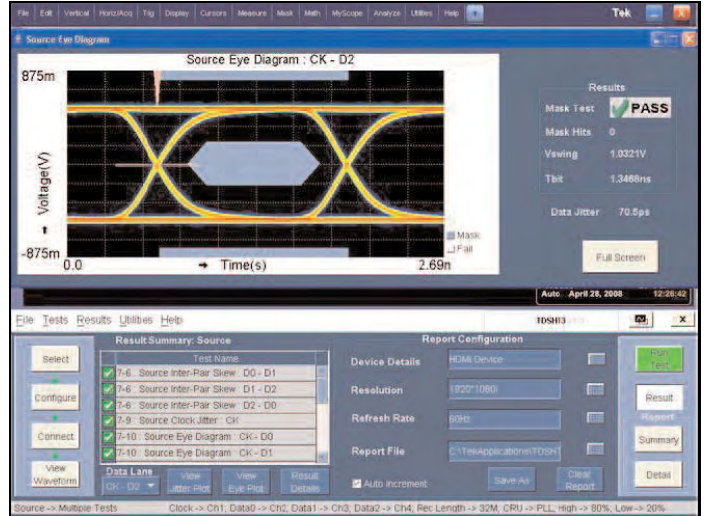 File Edit Vertical Horiz/Acq Trig Display Cursors Measure Mask Math MyScope Analyze Utilities Help Tek
Source Eye Diagram
Source Eye Diagram : CK - D2
875m
Voltage(V)
-875m
0.0
Time(s)
2.69n
Mask
Fail
Results
Mask Test PASS
Mask Hits 0
Vswing 1.0321V
Tbit 1.3468ns
Data Jitter 70.5ps
Full Screen
Auto April 28, 2008 12:26:42
File Tests Results Utilities Help TDSHT3 X
Select
Configure
Connect
View Waveform
Result Summary: Source
Test Name
7-6 : Source Inter-Pair Skew : D0 - D1
7-6 : Source Inter-Pair Skew : D1 - D2
7-6 : Source Inter-Pair Skew : D2 - D0
7-9 : Source Clock Jitter : CK
7-10 : Source Eye Diagram : CK - D0
7-10 : Source Eye Diagram : CK - D1
Data Lane
CK - D2
View Jitter Plot
View Eye Plot
Result Details
Report Configuration
Device Details HDMI Device
Resolution 1920*1080i
Refresh Rate 60Hz
Report File C:\TekApplications\TDSHT
Auto Increment
Save As
Clear Report
Run Test
Result
Report
Summary
Detail
Source -> Multiple Tests Clock -> Ch1, Data0 -> Ch2, Data1 -> Ch3, Data2 -> Ch4, Rec Length -> 32M, CRU -> PLL, High -> 80%, Low -> 20%